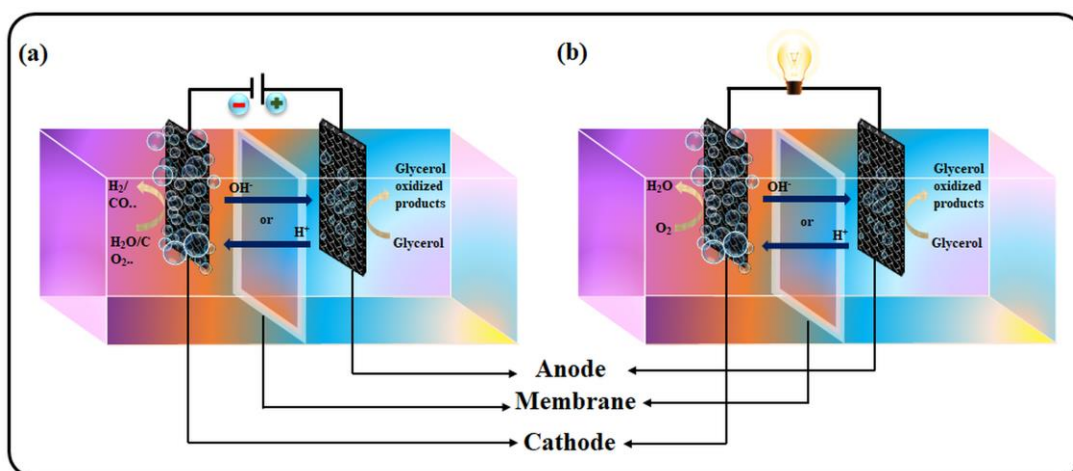 (a)
H₂/
CO..
H₂O/C
O₂..
OH⁻
or
H⁺
Glycerol
oxidized
products
Glycerol
(b)
H₂O
O₂
OH⁻
or
H⁺
Glycerol
oxidized
products
Glycerol
Anode
Membrane
Cathode